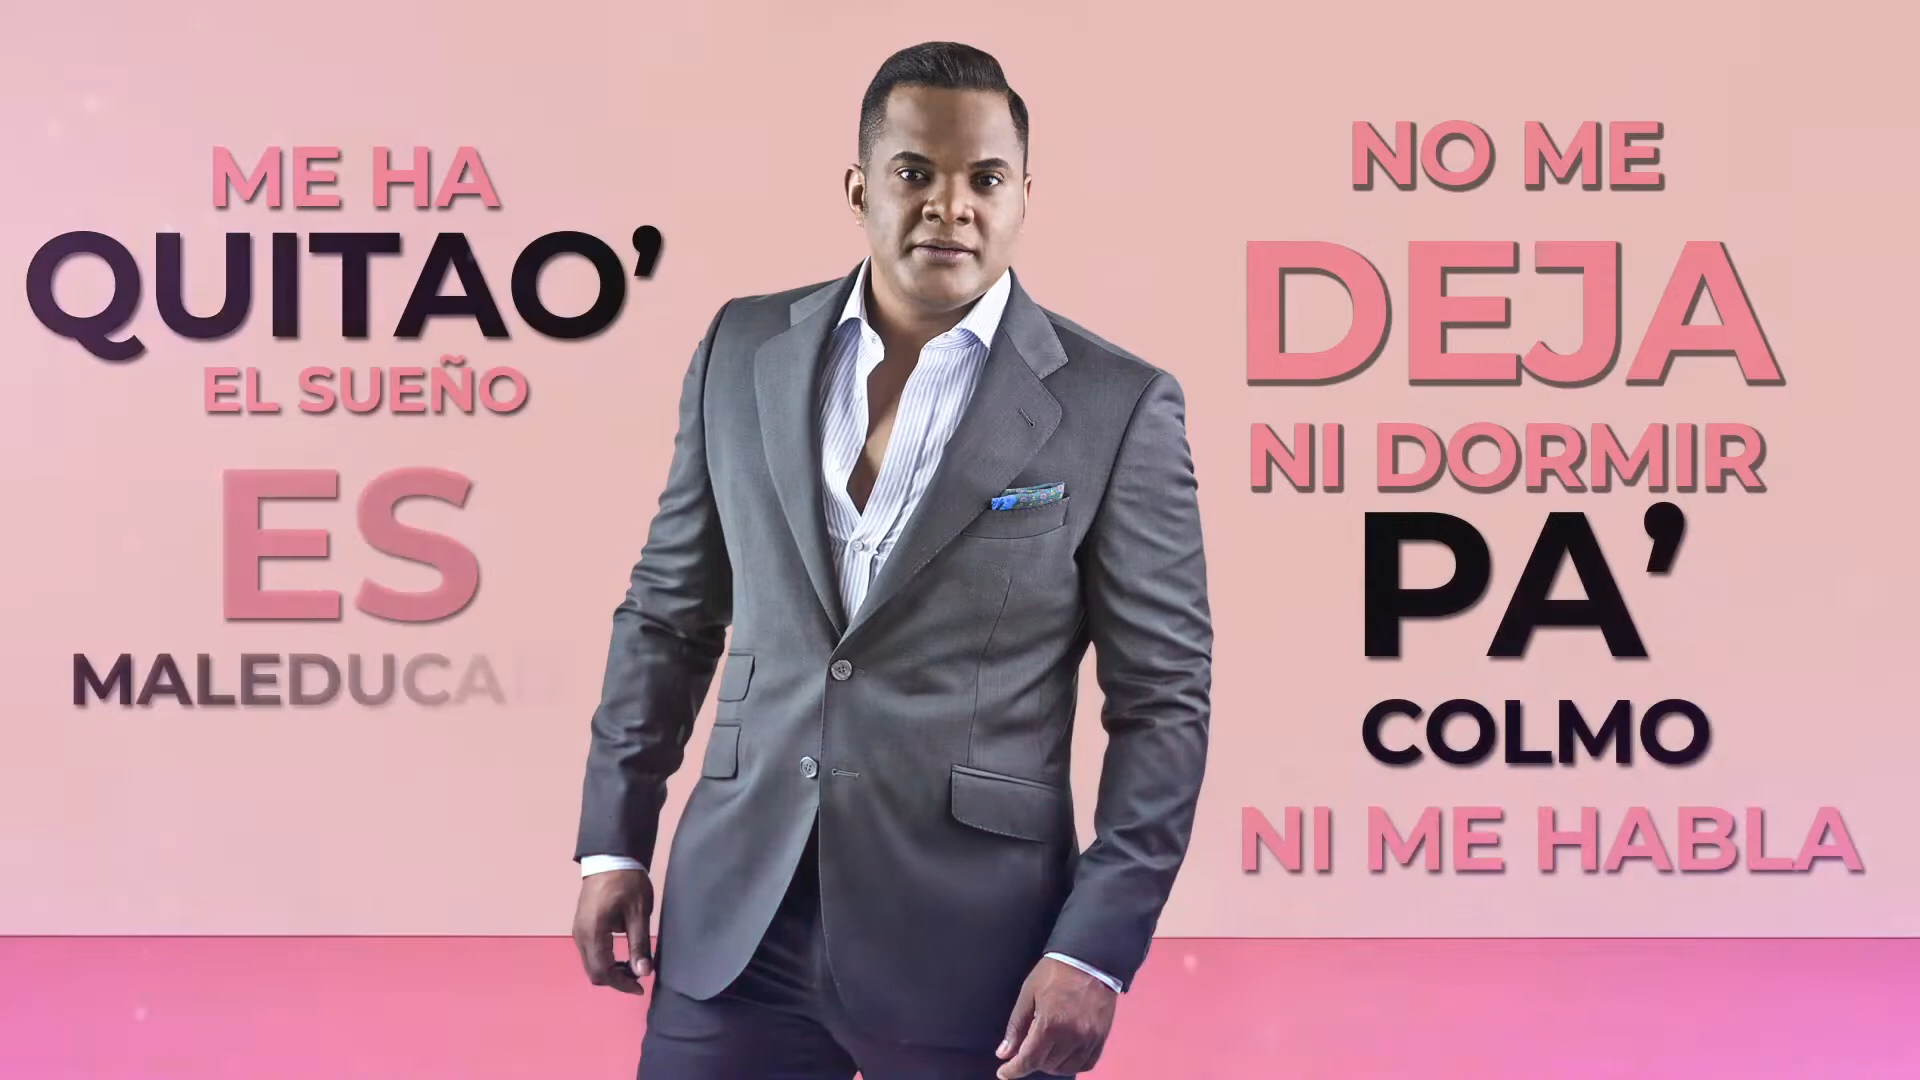 ME HA
QUITAO’
EL SUEÑO
ES
NO ME
DEJA
NI DORMIR
PA’
COLMO
NI ME HABLA